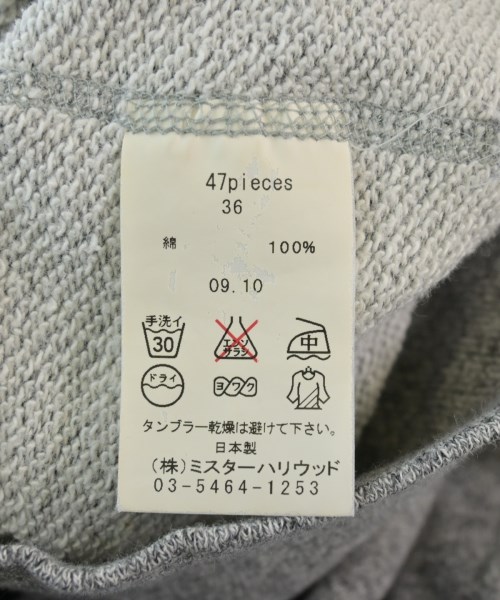 47pieces
36
綿 100%
09.10
手洗イ
30
エンソ
サラシ
中
ドライ
ヨワク
タンブラー乾燥は避けて下さい。
日本製
(株)ミスターハリウッド
03-5464-1253